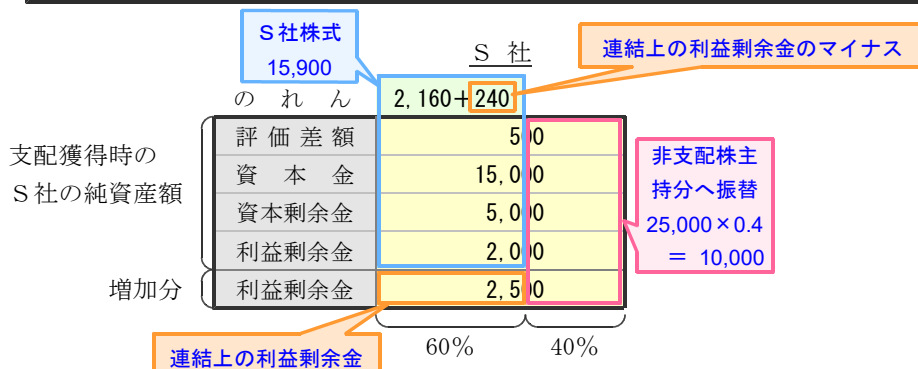 S社株式
15,900
S 社
連結上の利益剰余金のマイナス
の れ ん 2,160+240
支配獲得時の
S社の純資産額
評 価 差 額 500
資 本 金 15,000
資本剰余金 5,000
利益剰余金 2,000
増加分 利益剰余金 2,500
非支配株主
持分へ振替
25,000×0.4
= 10,000
60% 40%
連結上の利益剰余金